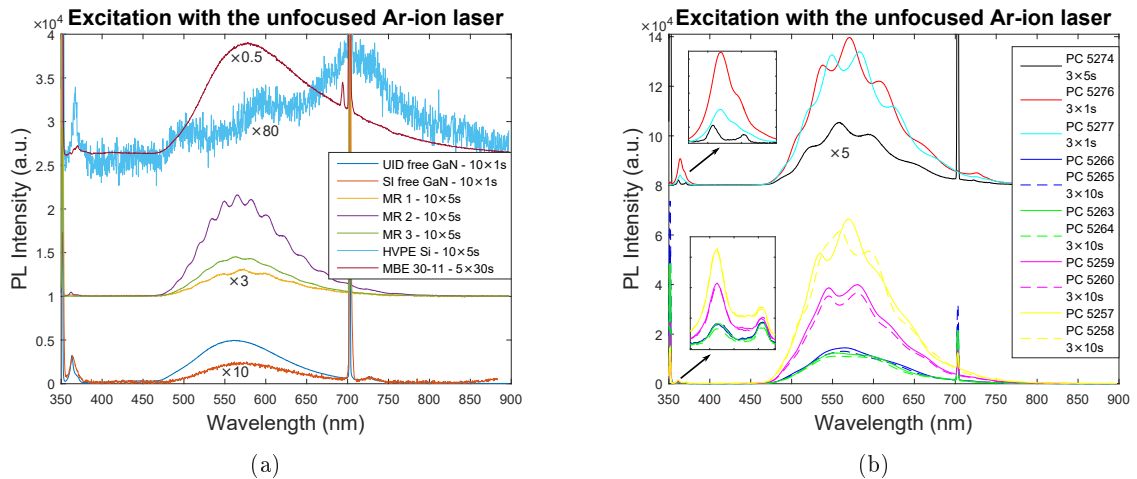 Excitation with the unfocused Ar-ion laser
×10⁴
4
3.5
3
2.5
2
1.5
1
0.5
0
PL Intensity (a.u.)
×0.5
×80
×3
×10
UID free GaN - 10×1s
SI free GaN - 10×1s
MR 1 - 10×5s
MR 2 - 10×5s
MR 3 - 10×5s
HVPE Si - 10×5s
MBE 30-11 - 5×30s
350 400 450 500 550 600 650 700 750 800 850 900
Wavelength (nm)
(a)
Excitation with the unfocused Ar-ion laser
×10⁴
14
12
10
8
6
4
2
0
PL Intensity (a.u.)
×5
PC 5274
3×5s
PC 5276
3×1s
PC 5277
3×1s
PC 5266
PC 5265
3×10s
PC 5263
PC 5264
3×10s
PC 5259
PC 5260
3×10s
PC 5257
PC 5258
3×10s
350 400 450 500 550 600 650 700 750 800 850 900
Wavelength (nm)
(b)